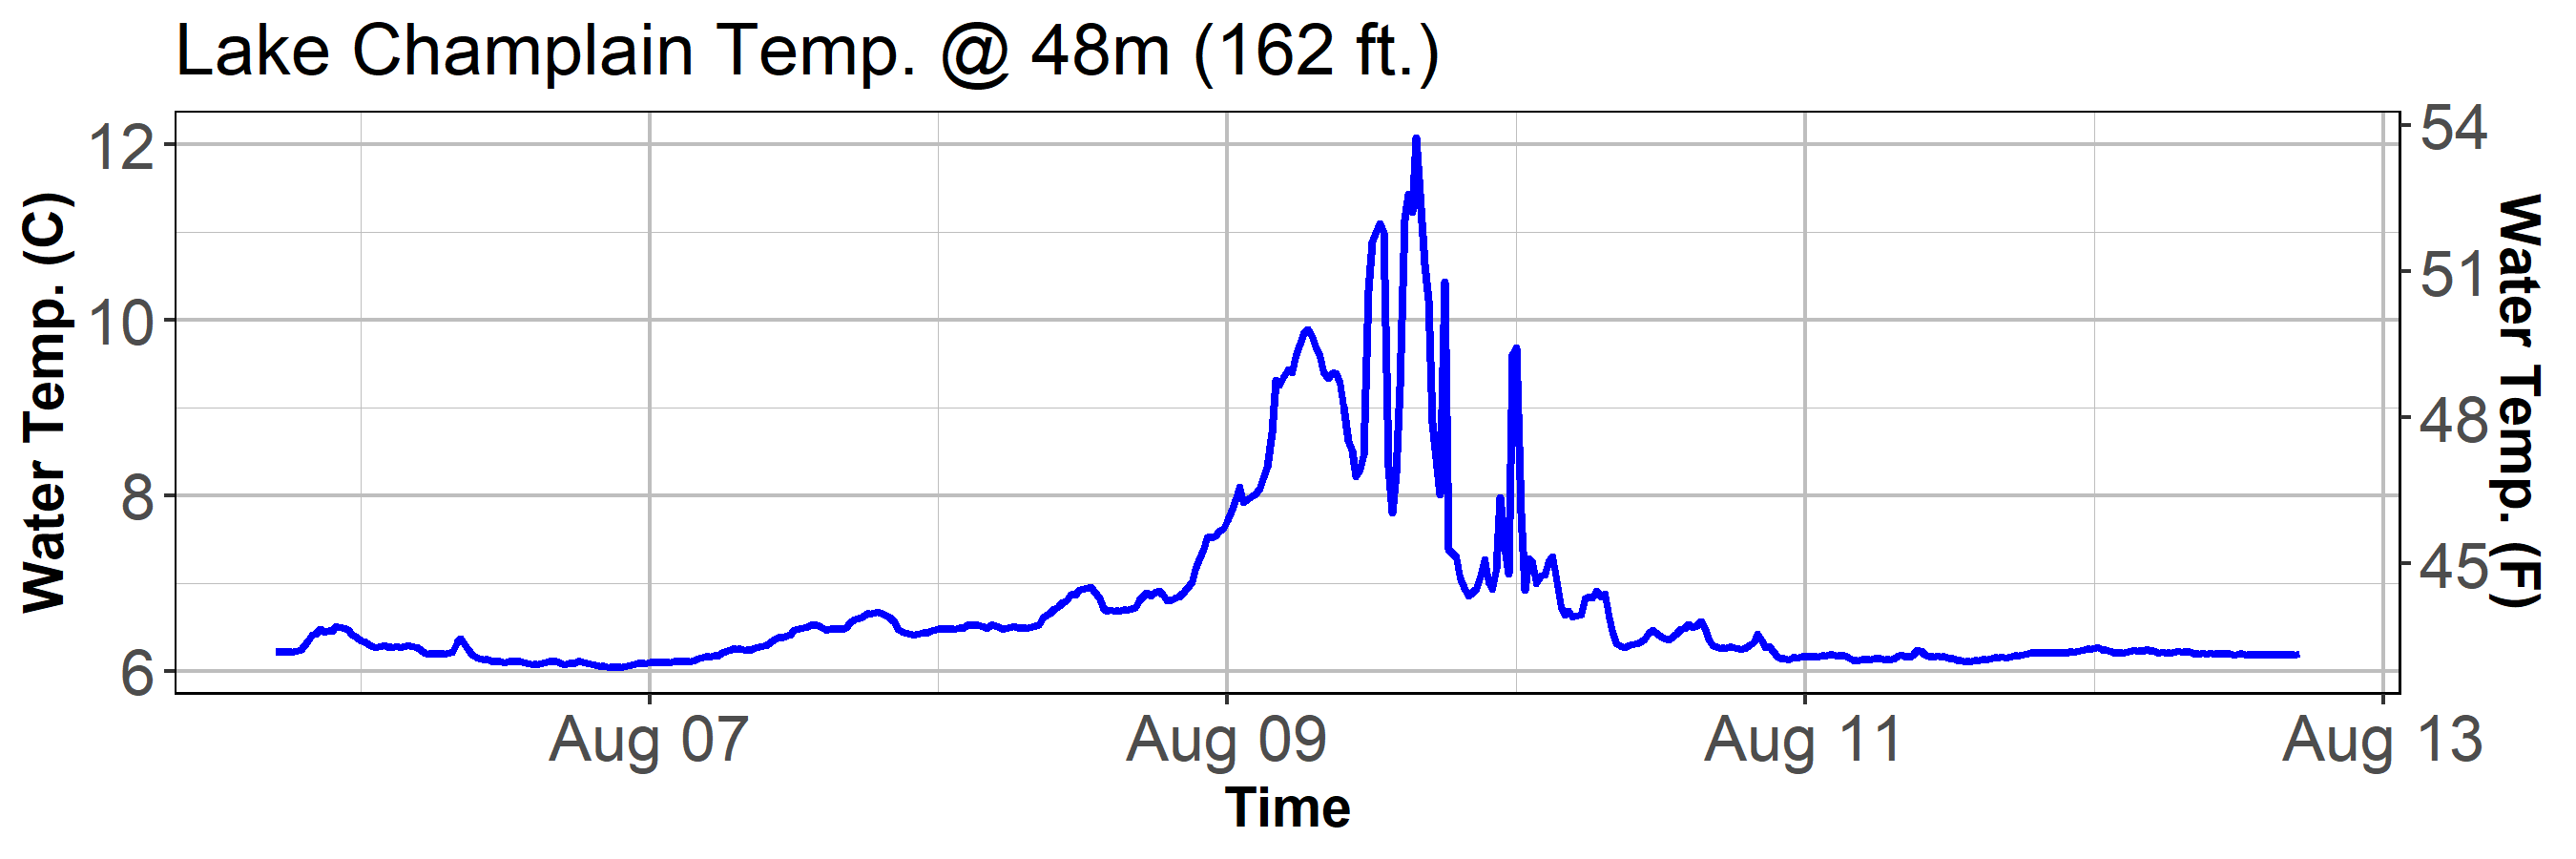 Lake Champlain Temp. @ 48m (162 ft.)
Water Temp. (C)
12
10
8
6
54
51
48
45
Water Temp. (F)
Aug 07
Aug 09
Aug 11
Aug 13
Time